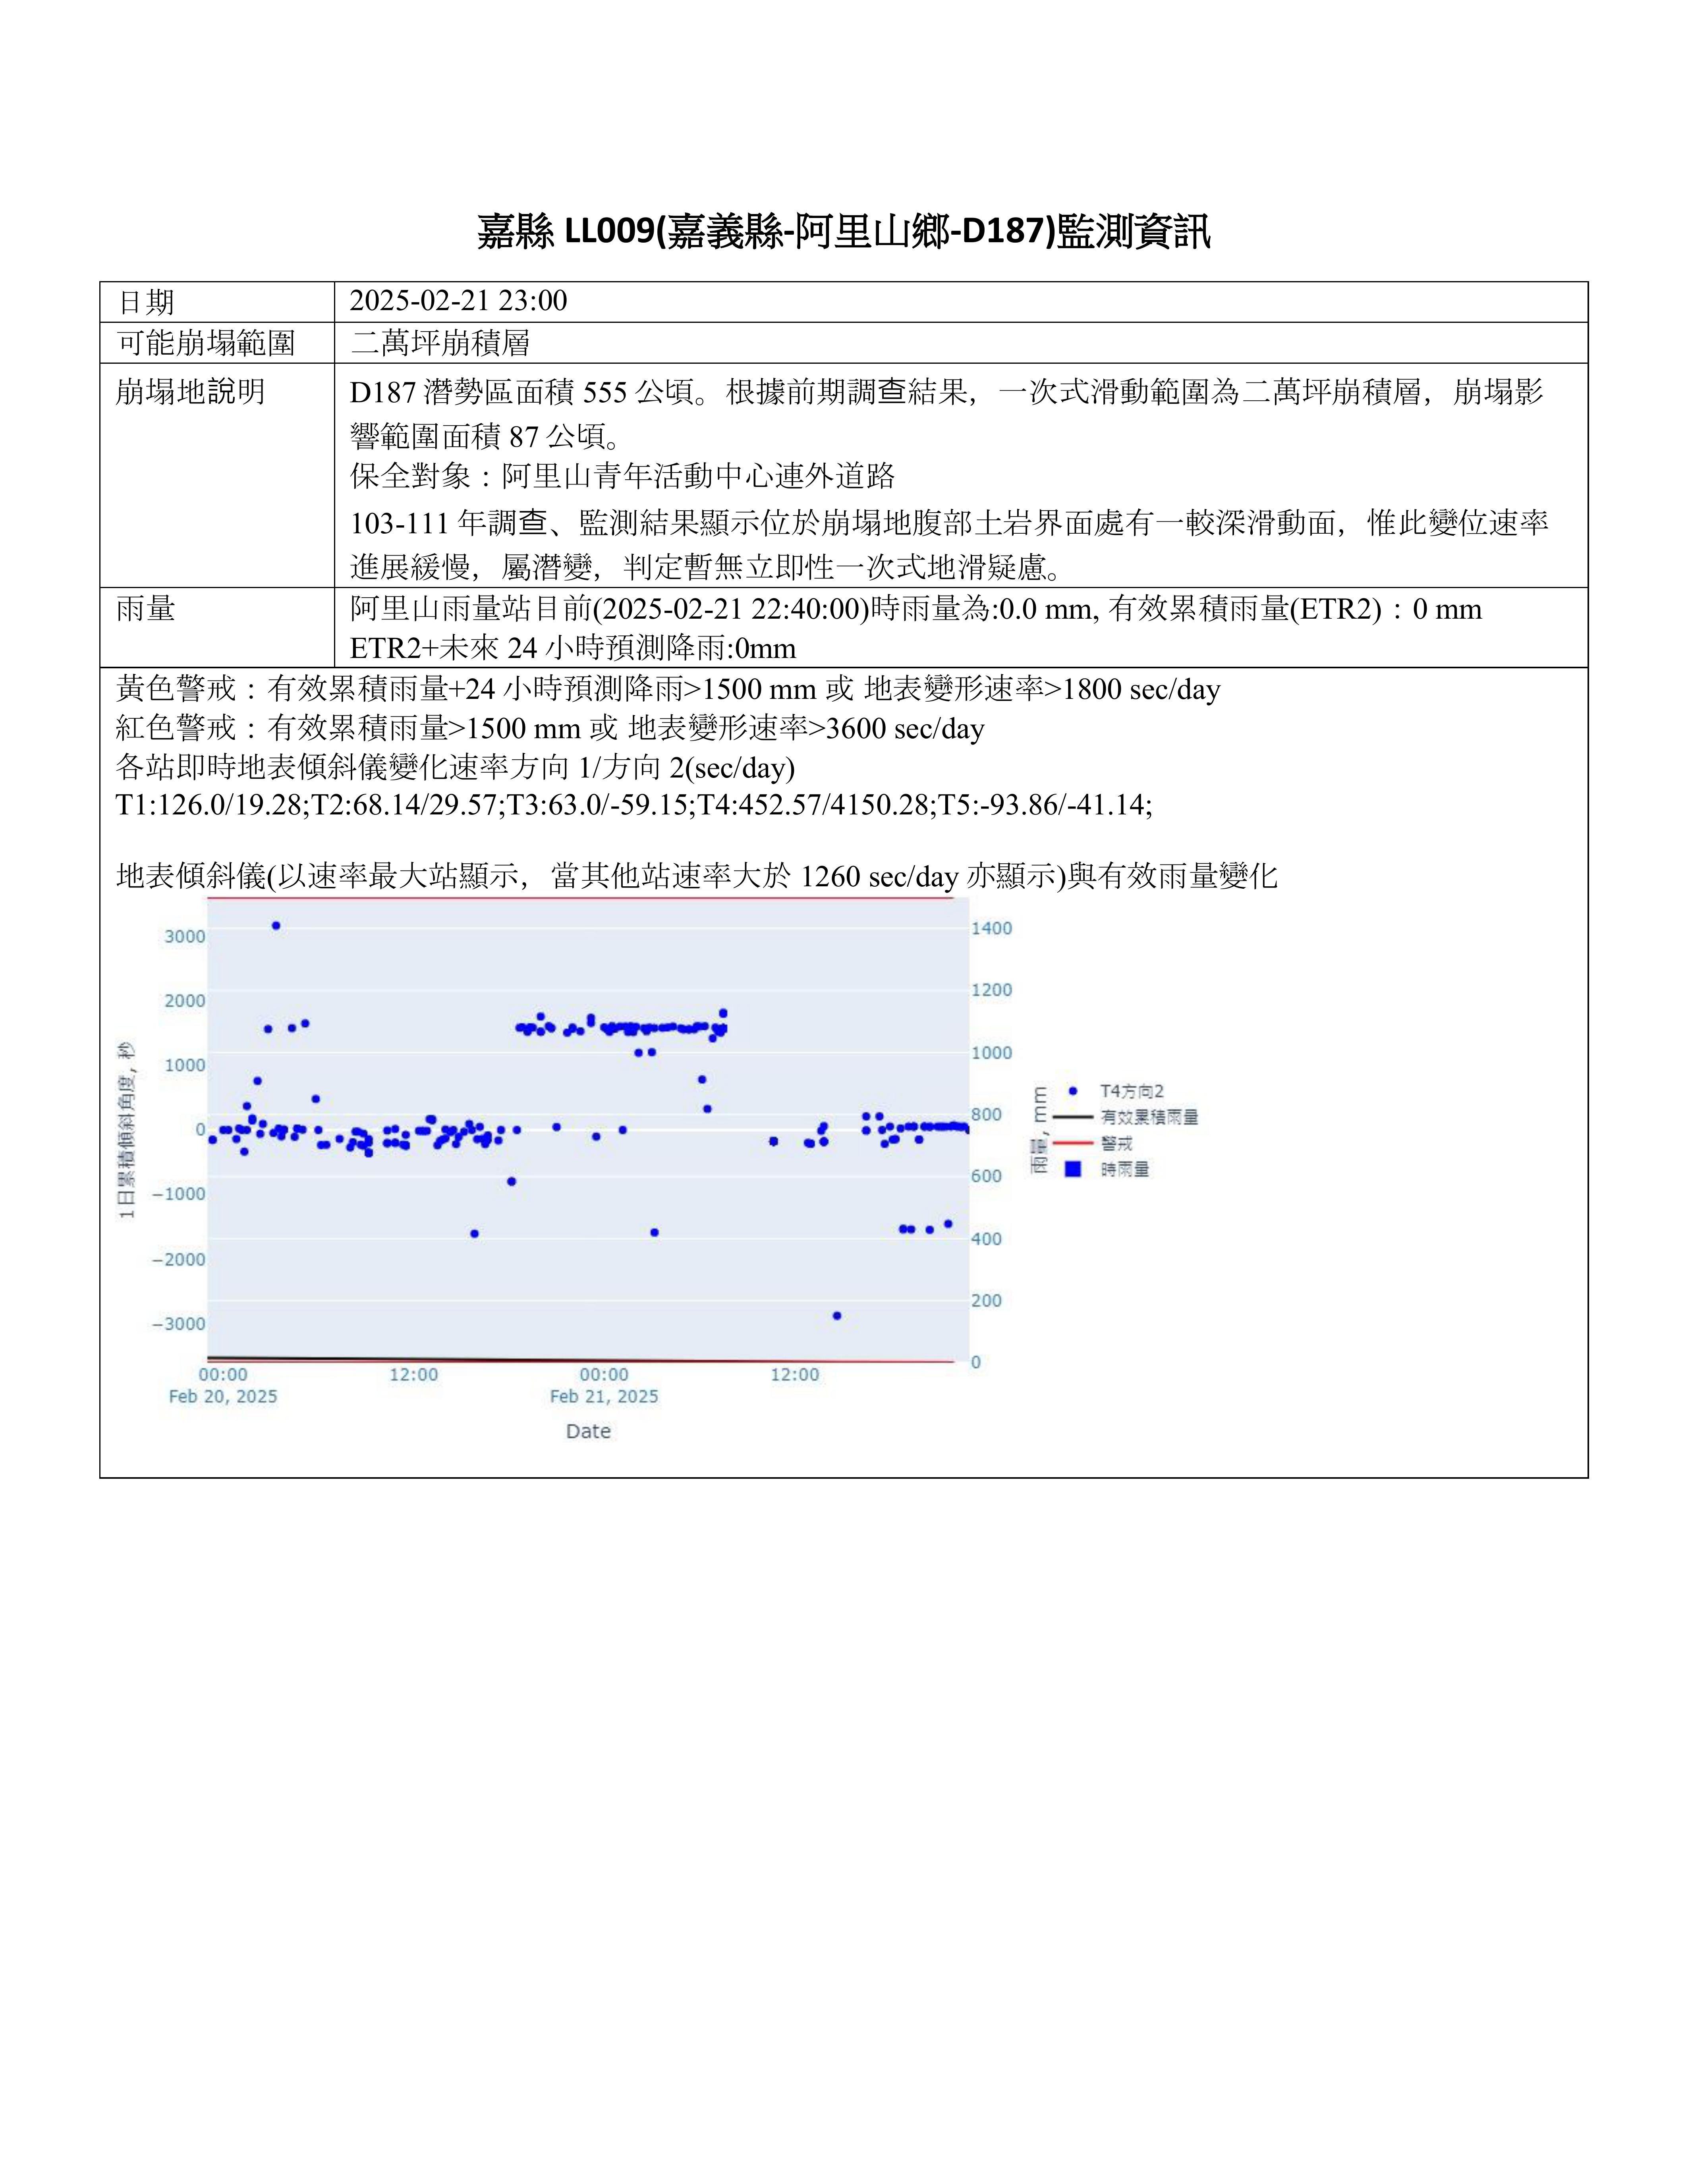 嘉縣 LL009(嘉義縣-阿里山鄉-D187)監測資訊
日期
2025-02-21 23:00
可能崩塌範圍
二萬坪崩積層
崩塌地說明
D187 潛勢區面積 555 公頃。根據前期調查結果，一次式滑動範圍為二萬坪崩積層，崩塌影
響範圍面積 87 公頃。
保全對象：阿里山青年活動中心連外道路
103-111 年調查、監測結果顯示位於崩塌地腹部土岩界面處有一較深滑動面，惟此變位速率
進展緩慢，屬潛變，判定暫無立即性一次式地滑疑慮。
雨量
阿里山雨量站目前(2025-02-21 22:40:00)時雨量為:0.0 mm, 有效累積雨量(ETR2)：0 mm
ETR2+未來 24 小時預測降雨:0mm
黃色警戒：有效累積雨量+24 小時預測降雨>1500 mm 或 地表變形速率>1800 sec/day
紅色警戒：有效累積雨量>1500 mm 或 地表變形速率>3600 sec/day
各站即時地表傾斜儀變化速率方向 1/方向 2(sec/day)
T1:126.0/19.28;T2:68.14/29.57;T3:63.0/-59.15;T4:452.57/4150.28;T5:-93.86/-41.14;
地表傾斜儀(以速率最大站顯示，當其他站速率大於 1260 sec/day 亦顯示)與有效雨量變化
1日累積傾斜角度, 秒
3000
2000
1000
0
−1000
−2000
−3000
1400
1200
1000
800
600
400
200
0
雨量, mm
T4方向2
有效累積雨量
警戒
時雨量
00:00
12:00
00:00
12:00
Feb 20, 2025
Feb 21, 2025
Date